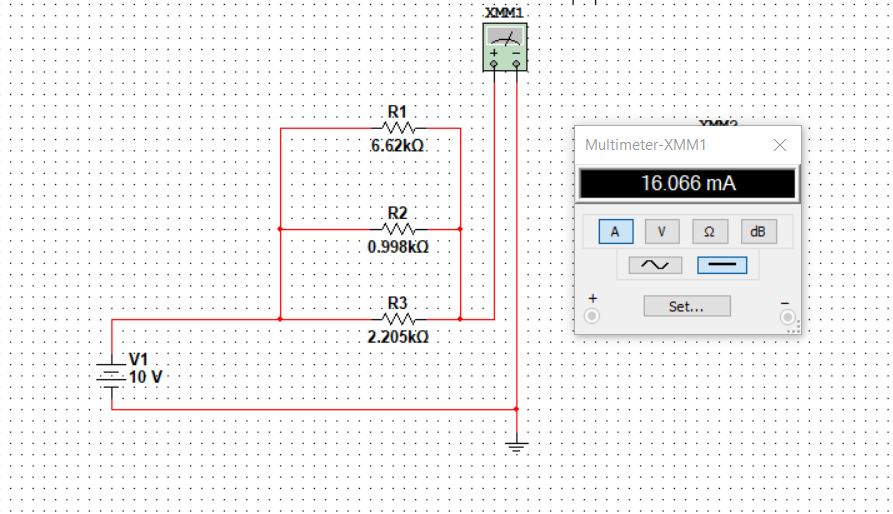 XMM1
+ −
R1
6.62kΩ
R2
0.998kΩ
R3
2.205kΩ
V1
10 V
Multimeter-XMM1
16.066 mA
A V Ω dB
Set...
+ −